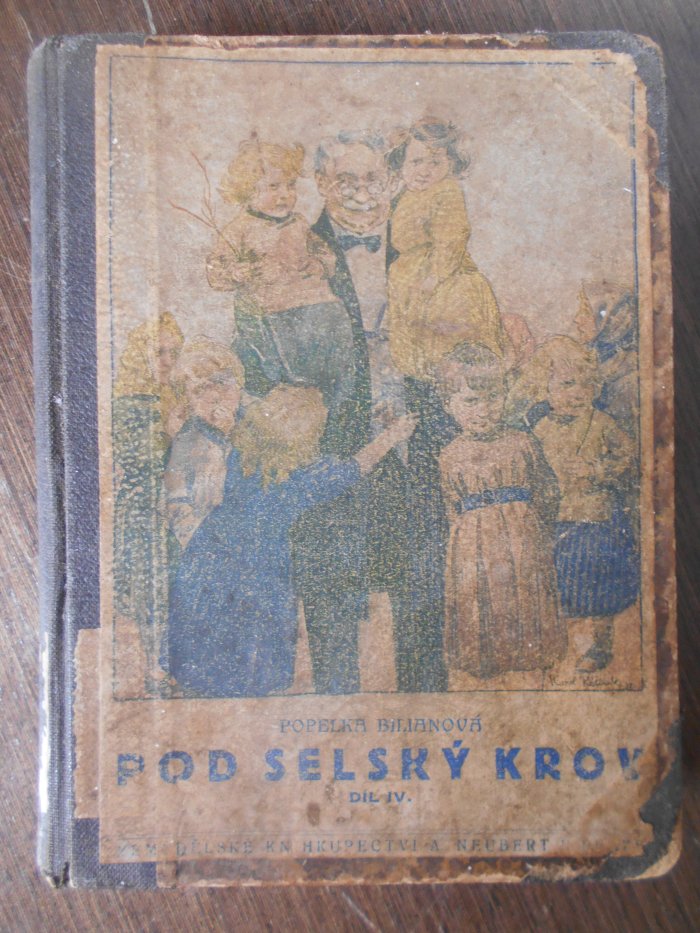 POPELKA BILIANOVÁ
POD SELSKÝ KROV
DÍL IV.
KNIHKUPECTVÍ A NEUBERT